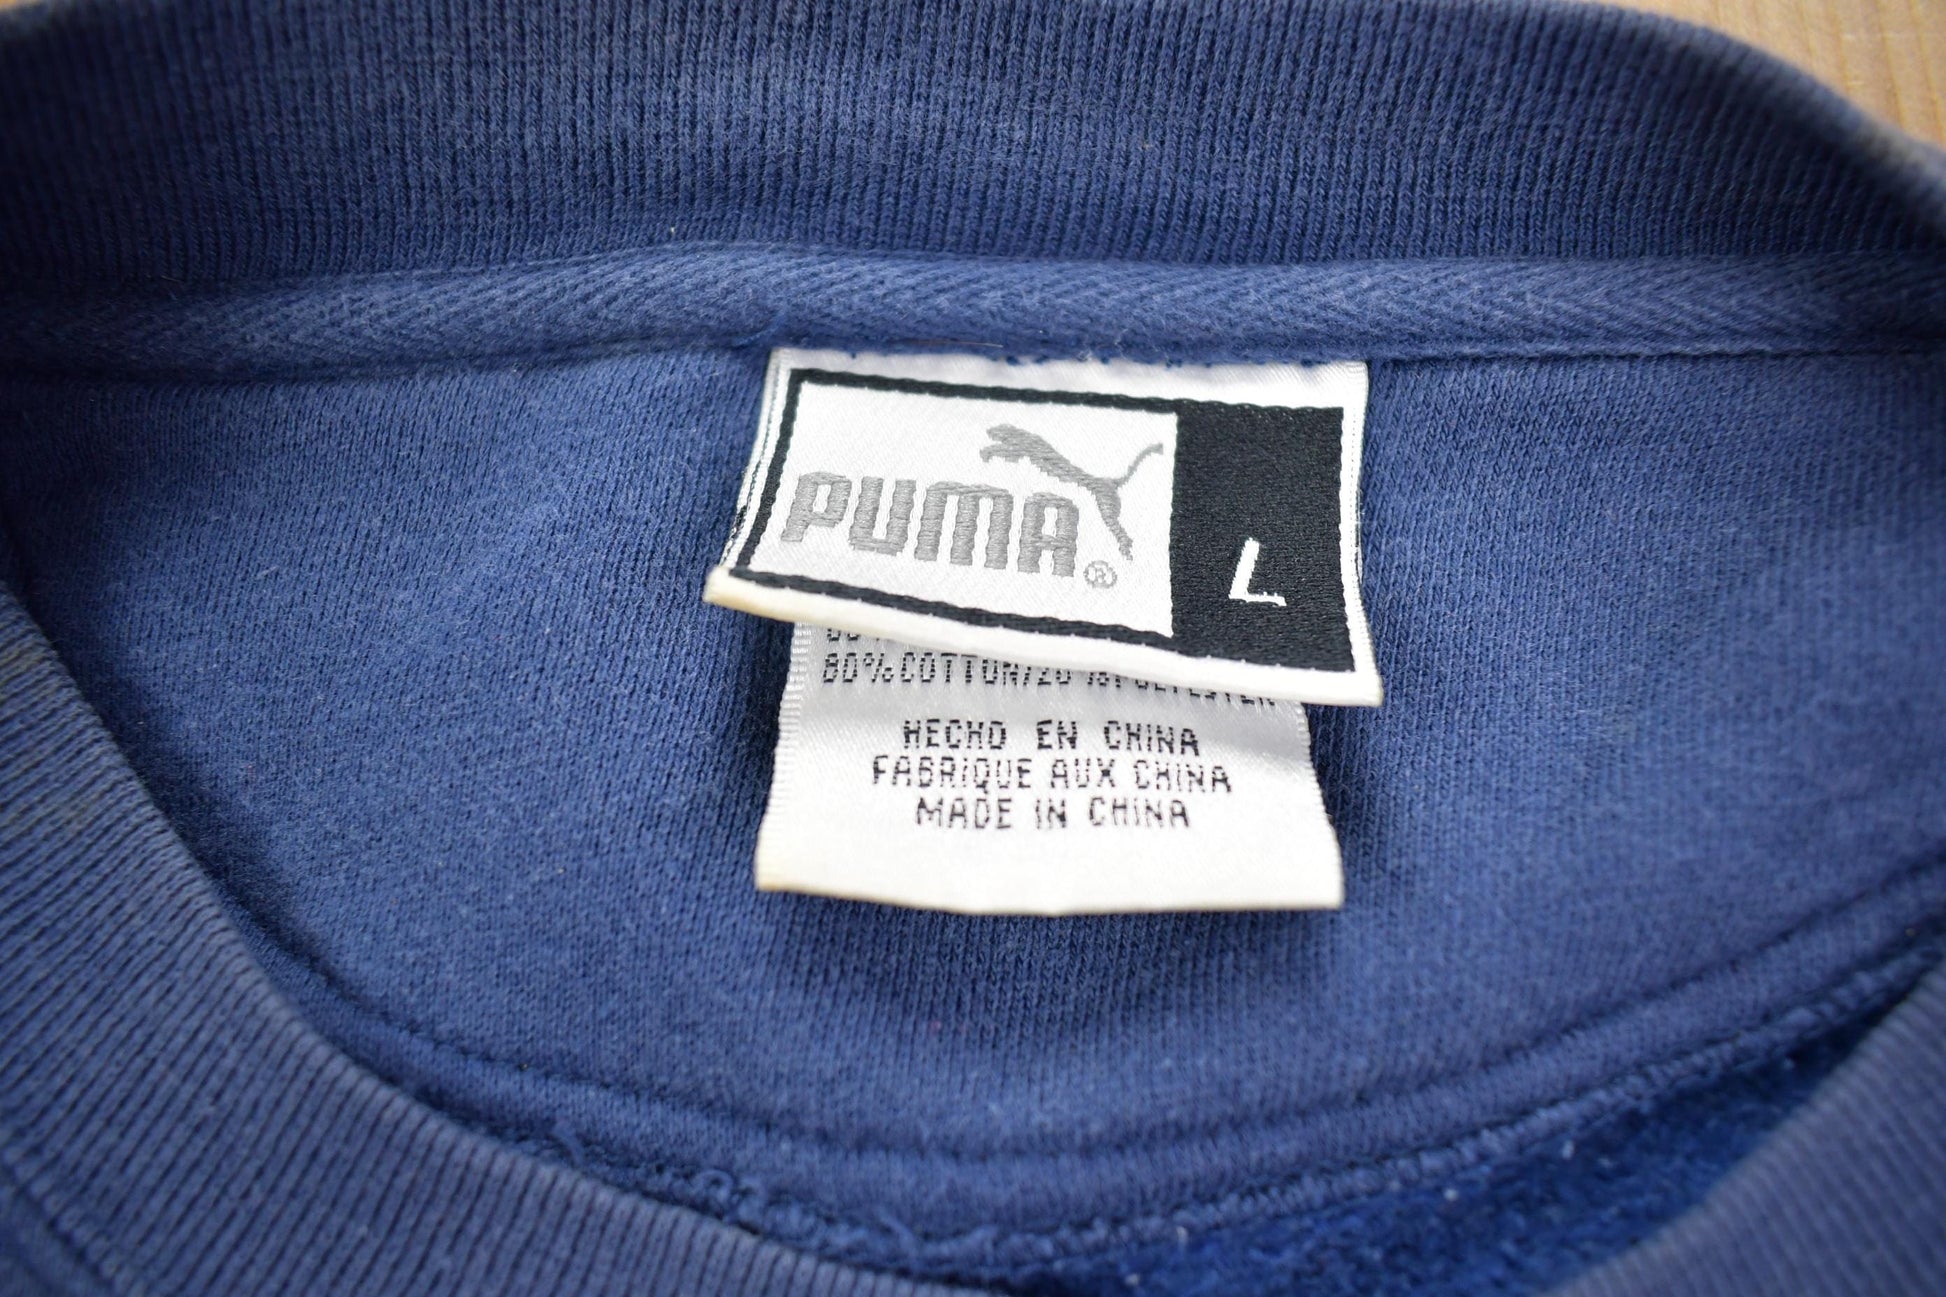 PUMA®
L
80% COTTON/20% POLYESTER
HECHO EN CHINA
FABRIQUE AUX CHINA
MADE IN CHINA